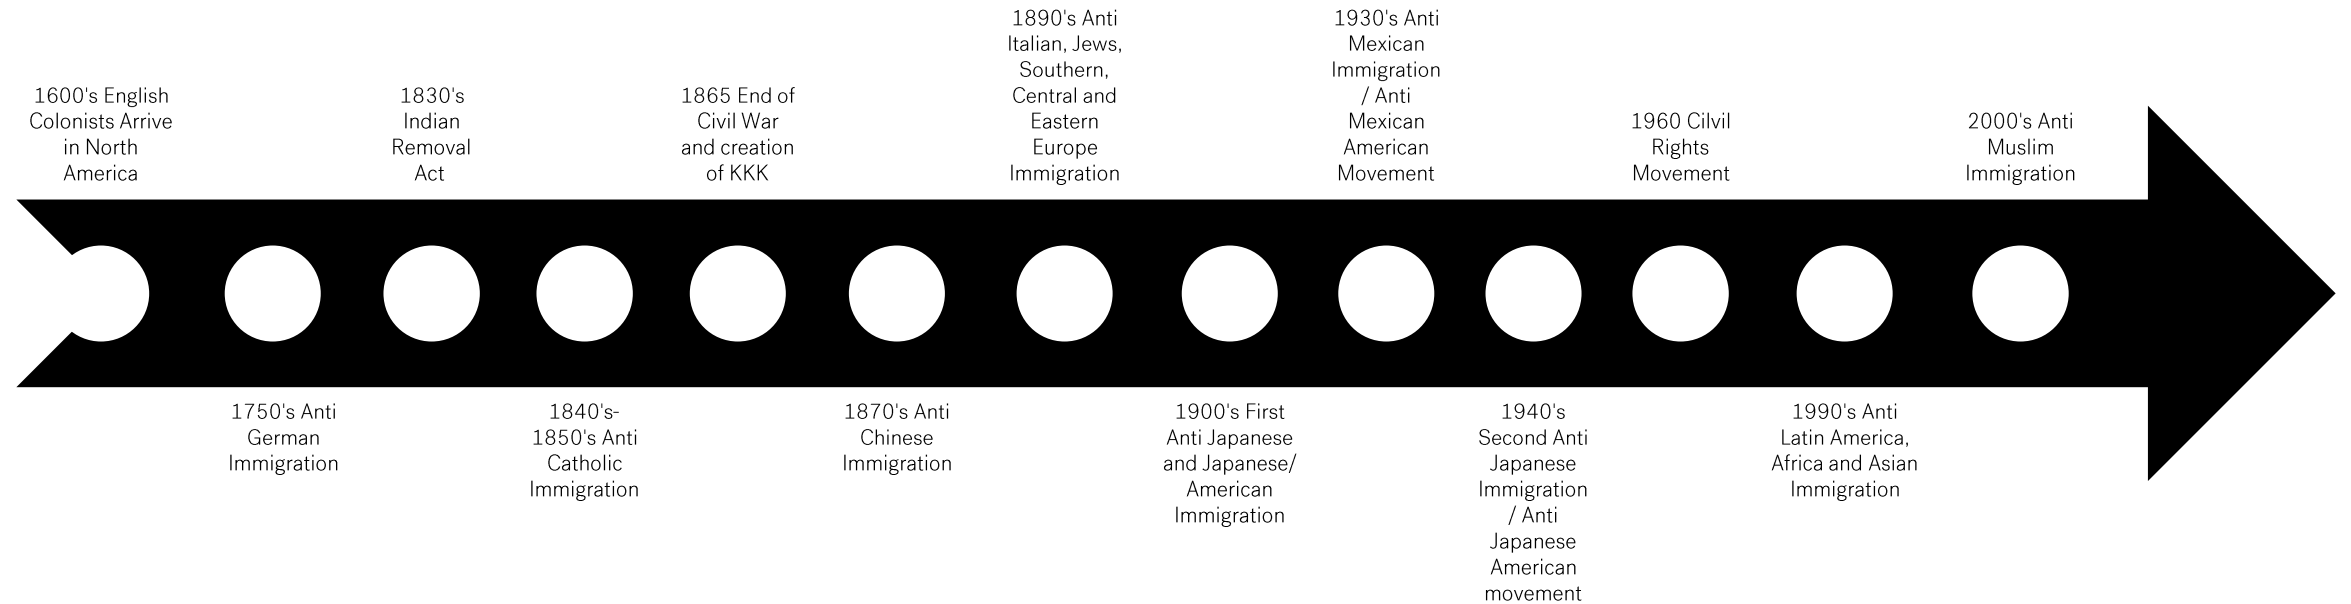 1600's English
Colonists Arrive
in North
America
1750's Anti
German
Immigration
1830's
Indian
Removal
Act
1840's-
1850's Anti
Catholic
Immigration
1865 End of
Civil War
and creation
of KKK
1870's Anti
Chinese
Immigration
1890's Anti
Italian, Jews,
Southern,
Central and
Eastern
Europe
Immigration
1900's First
Anti Japanese
and Japanese/
American
Immigration
1930's Anti
Mexican
Immigration
/ Anti
Mexican
American
Movement
1940's
Second Anti
Japanese
Immigration
/ Anti
Japanese
American
movement
1960 Cilvil
Rights
Movement
1990's Anti
Latin America,
Africa and Asian
Immigration
2000's Anti
Muslim
Immigration